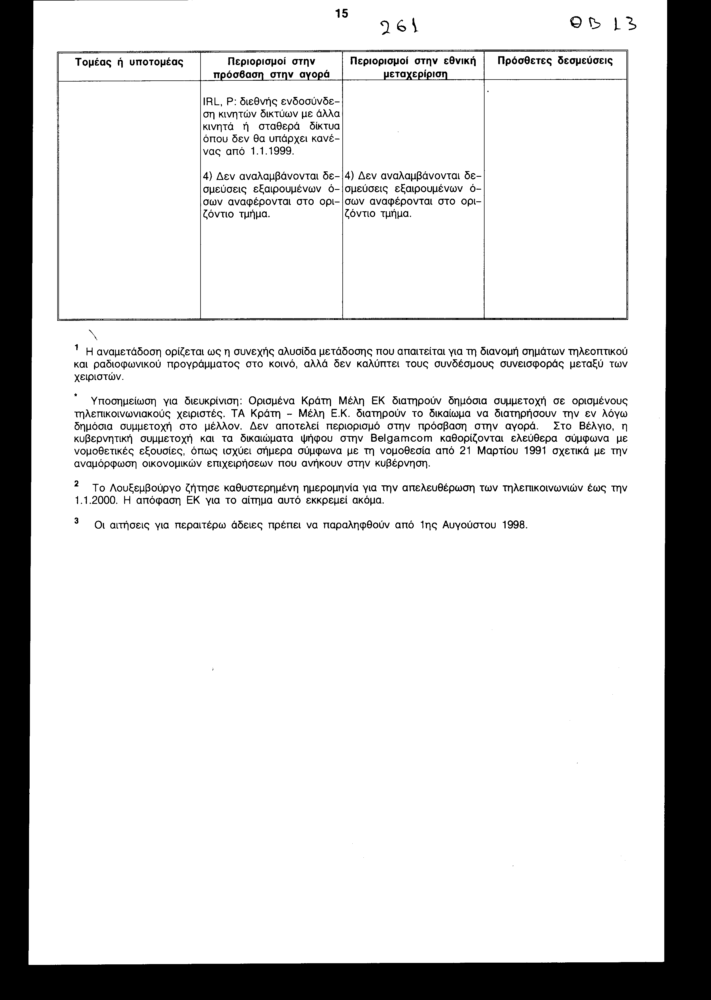 15
261
ΘΒ 13
Τομέας ή υποτομέας
Περιορισμοί στην
πρόσβαση στην αγορά
Περιορισμοί στην εθνική
μεταχερίριση
Πρόσθετες δεσμεύσεις
IRL, P: διεθνής ενδοσύνδε-
ση κινητών δικτύων με άλλα
κινητά ή σταθερά δίκτυα
όπου δεν θα υπάρχει κανέ-
νας από 1.1.1999.
4) Δεν αναλαμβάνονται δε-
σμεύσεις εξαιρουμένων ό-
σων αναφέρονται στο ορι-
ζόντιο τμήμα.
4) Δεν αναλαμβάνονται δε-
σμεύσεις εξαιρουμένων ό-
σων αναφέρονται στο ορι-
ζόντιο τμήμα.
1 Η αναμετάδοση ορίζεται ως η συνεχής αλυσίδα μετάδοσης που απαιτείται για τη διανομή σημάτων τηλεοπτικού
και ραδιοφωνικού προγράμματος στο κοινό, αλλά δεν καλύπτει τους συνδέσμους συνεισφοράς μεταξύ των
χειριστών.
* Υποσημείωση για διευκρίνιση: Ορισμένα Κράτη Μέλη ΕΚ διατηρούν δημόσια συμμετοχή σε ορισμένους
τηλεπικοινωνιακούς χειριστές. ΤΑ Κράτη - Μέλη Ε.Κ. διατηρούν το δικαίωμα να διατηρήσουν την εν λόγω
δημόσια συμμετοχή στο μέλλον. Δεν αποτελεί περιορισμό στην πρόσβαση στην αγορά. Στο Βέλγιο, η
κυβερνητική συμμετοχή και τα δικαιώματα ψήφου στην Belgamcom καθορίζονται ελεύθερα σύμφωνα με
νομοθετικές εξουσίες, όπως ισχύει σήμερα σύμφωνα με τη νομοθεσία από 21 Μαρτίου 1991 σχετικά με την
αναμόρφωση οικονομικών επιχειρήσεων που ανήκουν στην κυβέρνηση.
2 Το Λουξεμβούργο ζήτησε καθυστερημένη ημερομηνία για την απελευθέρωση των τηλεπικοινωνιών έως την
1.1.2000. Η απόφαση ΕΚ για το αίτημα αυτό εκκρεμεί ακόμα.
3 Οι αιτήσεις για περαιτέρω άδειες πρέπει να παραληφθούν από 1ης Αυγούστου 1998.